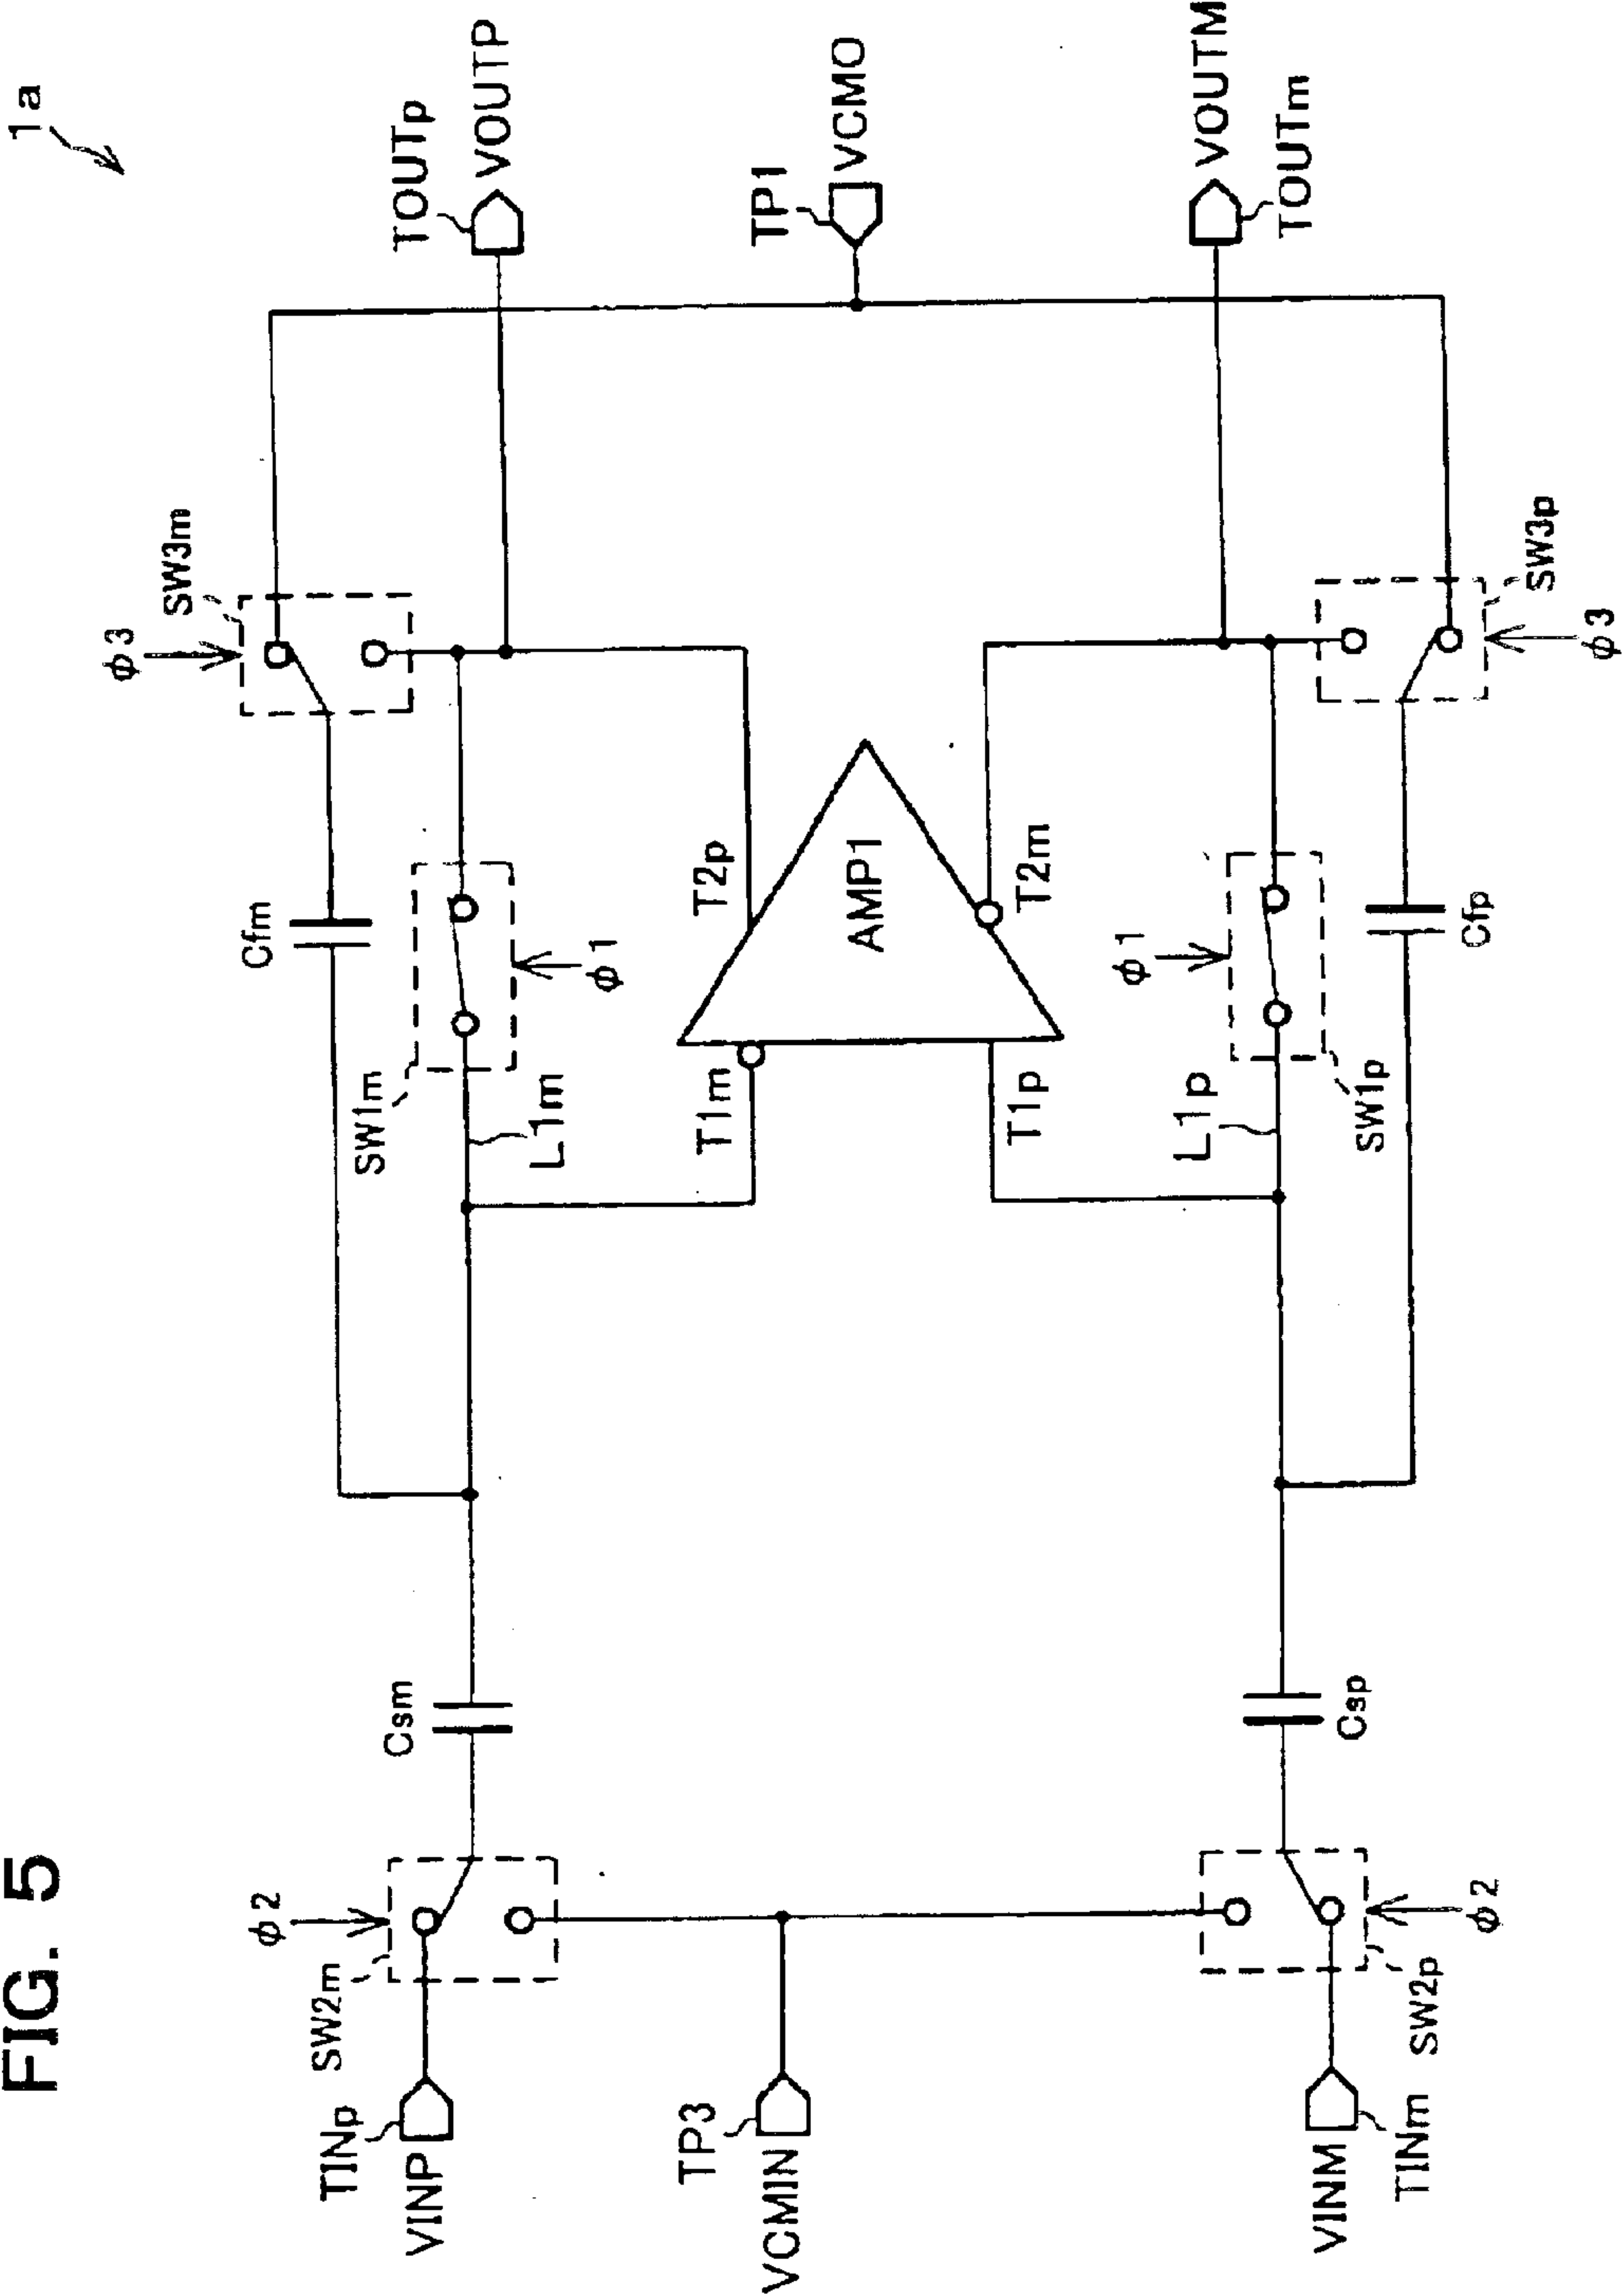 FIG. 5
1a
φ2
φ3
SW2m
SW3m
TINp
VINP
Csm
Cfm
SW1m
L1m
φ1
TOUTp
VOUTP
T1m
T2p
TP3
VCMIN
AMP1
TP1
VCMO
T1p
T2m
L1p
φ1
SW1p
VOUTM
TOUTm
VINM
TINm
Csp
Cfp
SW2p
SW3p
φ2
φ3